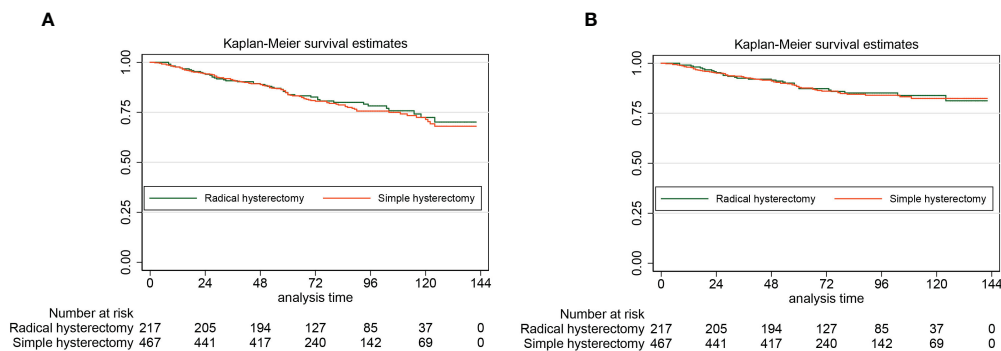 A
Kaplan-Meier survival estimates
1.00
0.75
0.50
0.25
0.00
Radical hysterectomy Simple hysterectomy
0 24 48 72 96 120 144
analysis time
Number at risk
Radical hysterectomy 217 205 194 127 85 37 0
Simple hysterectomy 467 441 417 240 142 69 0
B
Kaplan-Meier survival estimates
1.00
0.75
0.50
0.25
0.00
Radical hysterectomy Simple hysterectomy
0 24 48 72 96 120 144
analysis time
Number at risk
Radical hysterectomy 217 205 194 127 85 37 0
Simple hysterectomy 467 441 417 240 142 69 0